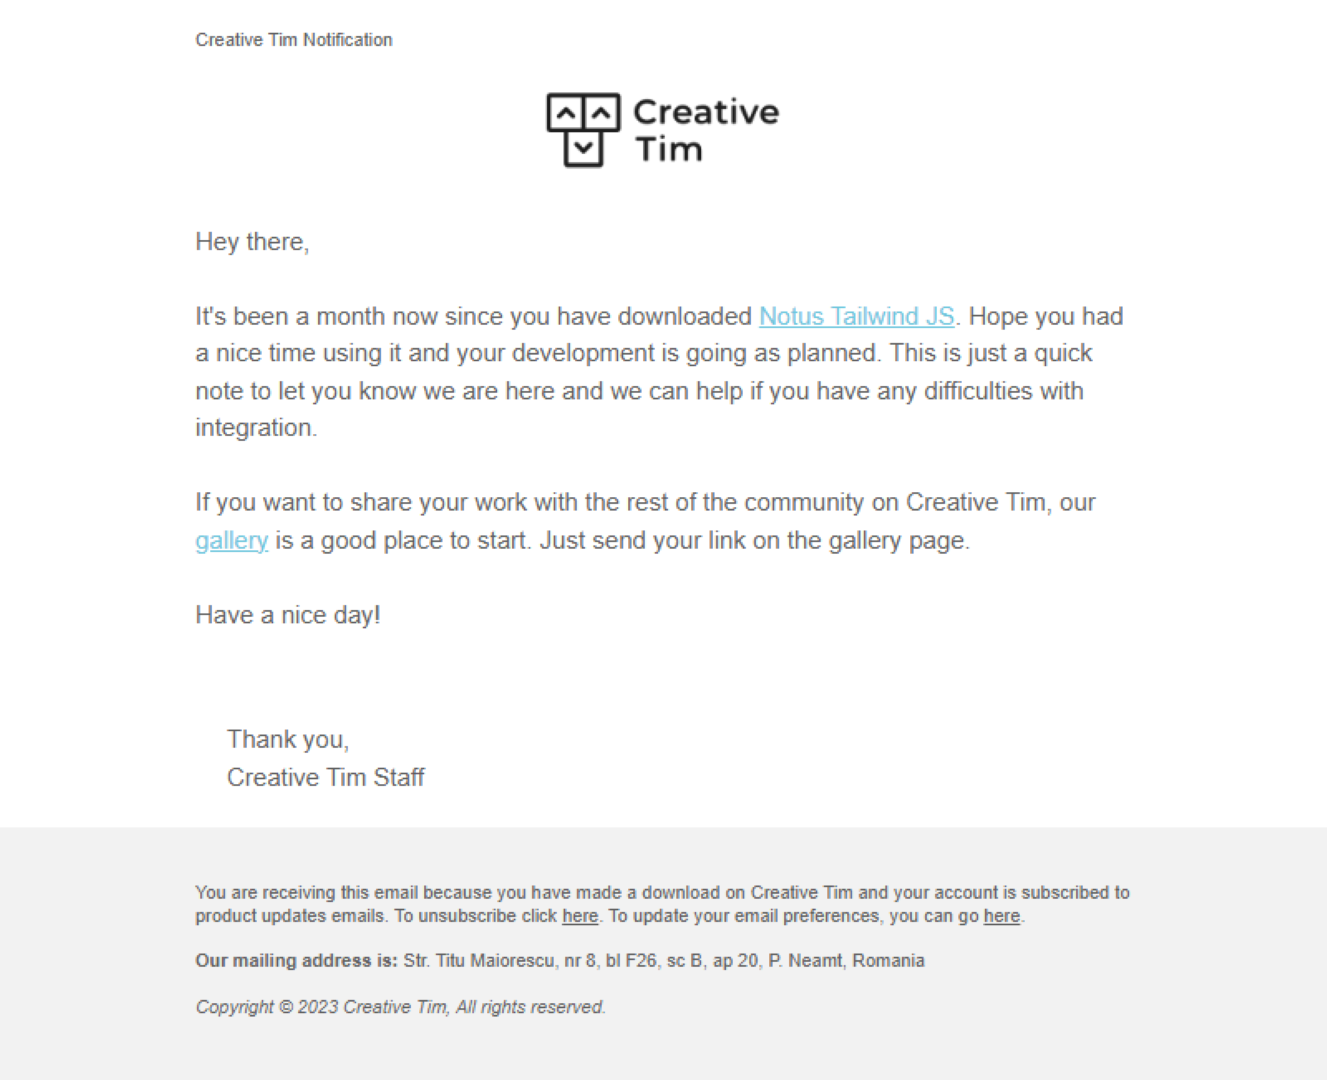 Creative Tim Notification
Creative
Tim
Hey there,
It's been a month now since you have downloaded Notus Tailwind JS. Hope you had
a nice time using it and your development is going as planned. This is just a quick
note to let you know we are here and we can help if you have any difficulties with
integration.
If you want to share your work with the rest of the community on Creative Tim, our
gallery is a good place to start. Just send your link on the gallery page.
Have a nice day!
Thank you,
Creative Tim Staff
You are receiving this email because you have made a download on Creative Tim and your account is subscribed to
product updates emails. To unsubscribe click here. To update your email preferences, you can go here.
Our mailing address is: Str. Titu Maiorescu, nr 8, bl F26, sc B, ap 20, P. Neamt, Romania
Copyright © 2023 Creative Tim, All rights reserved.